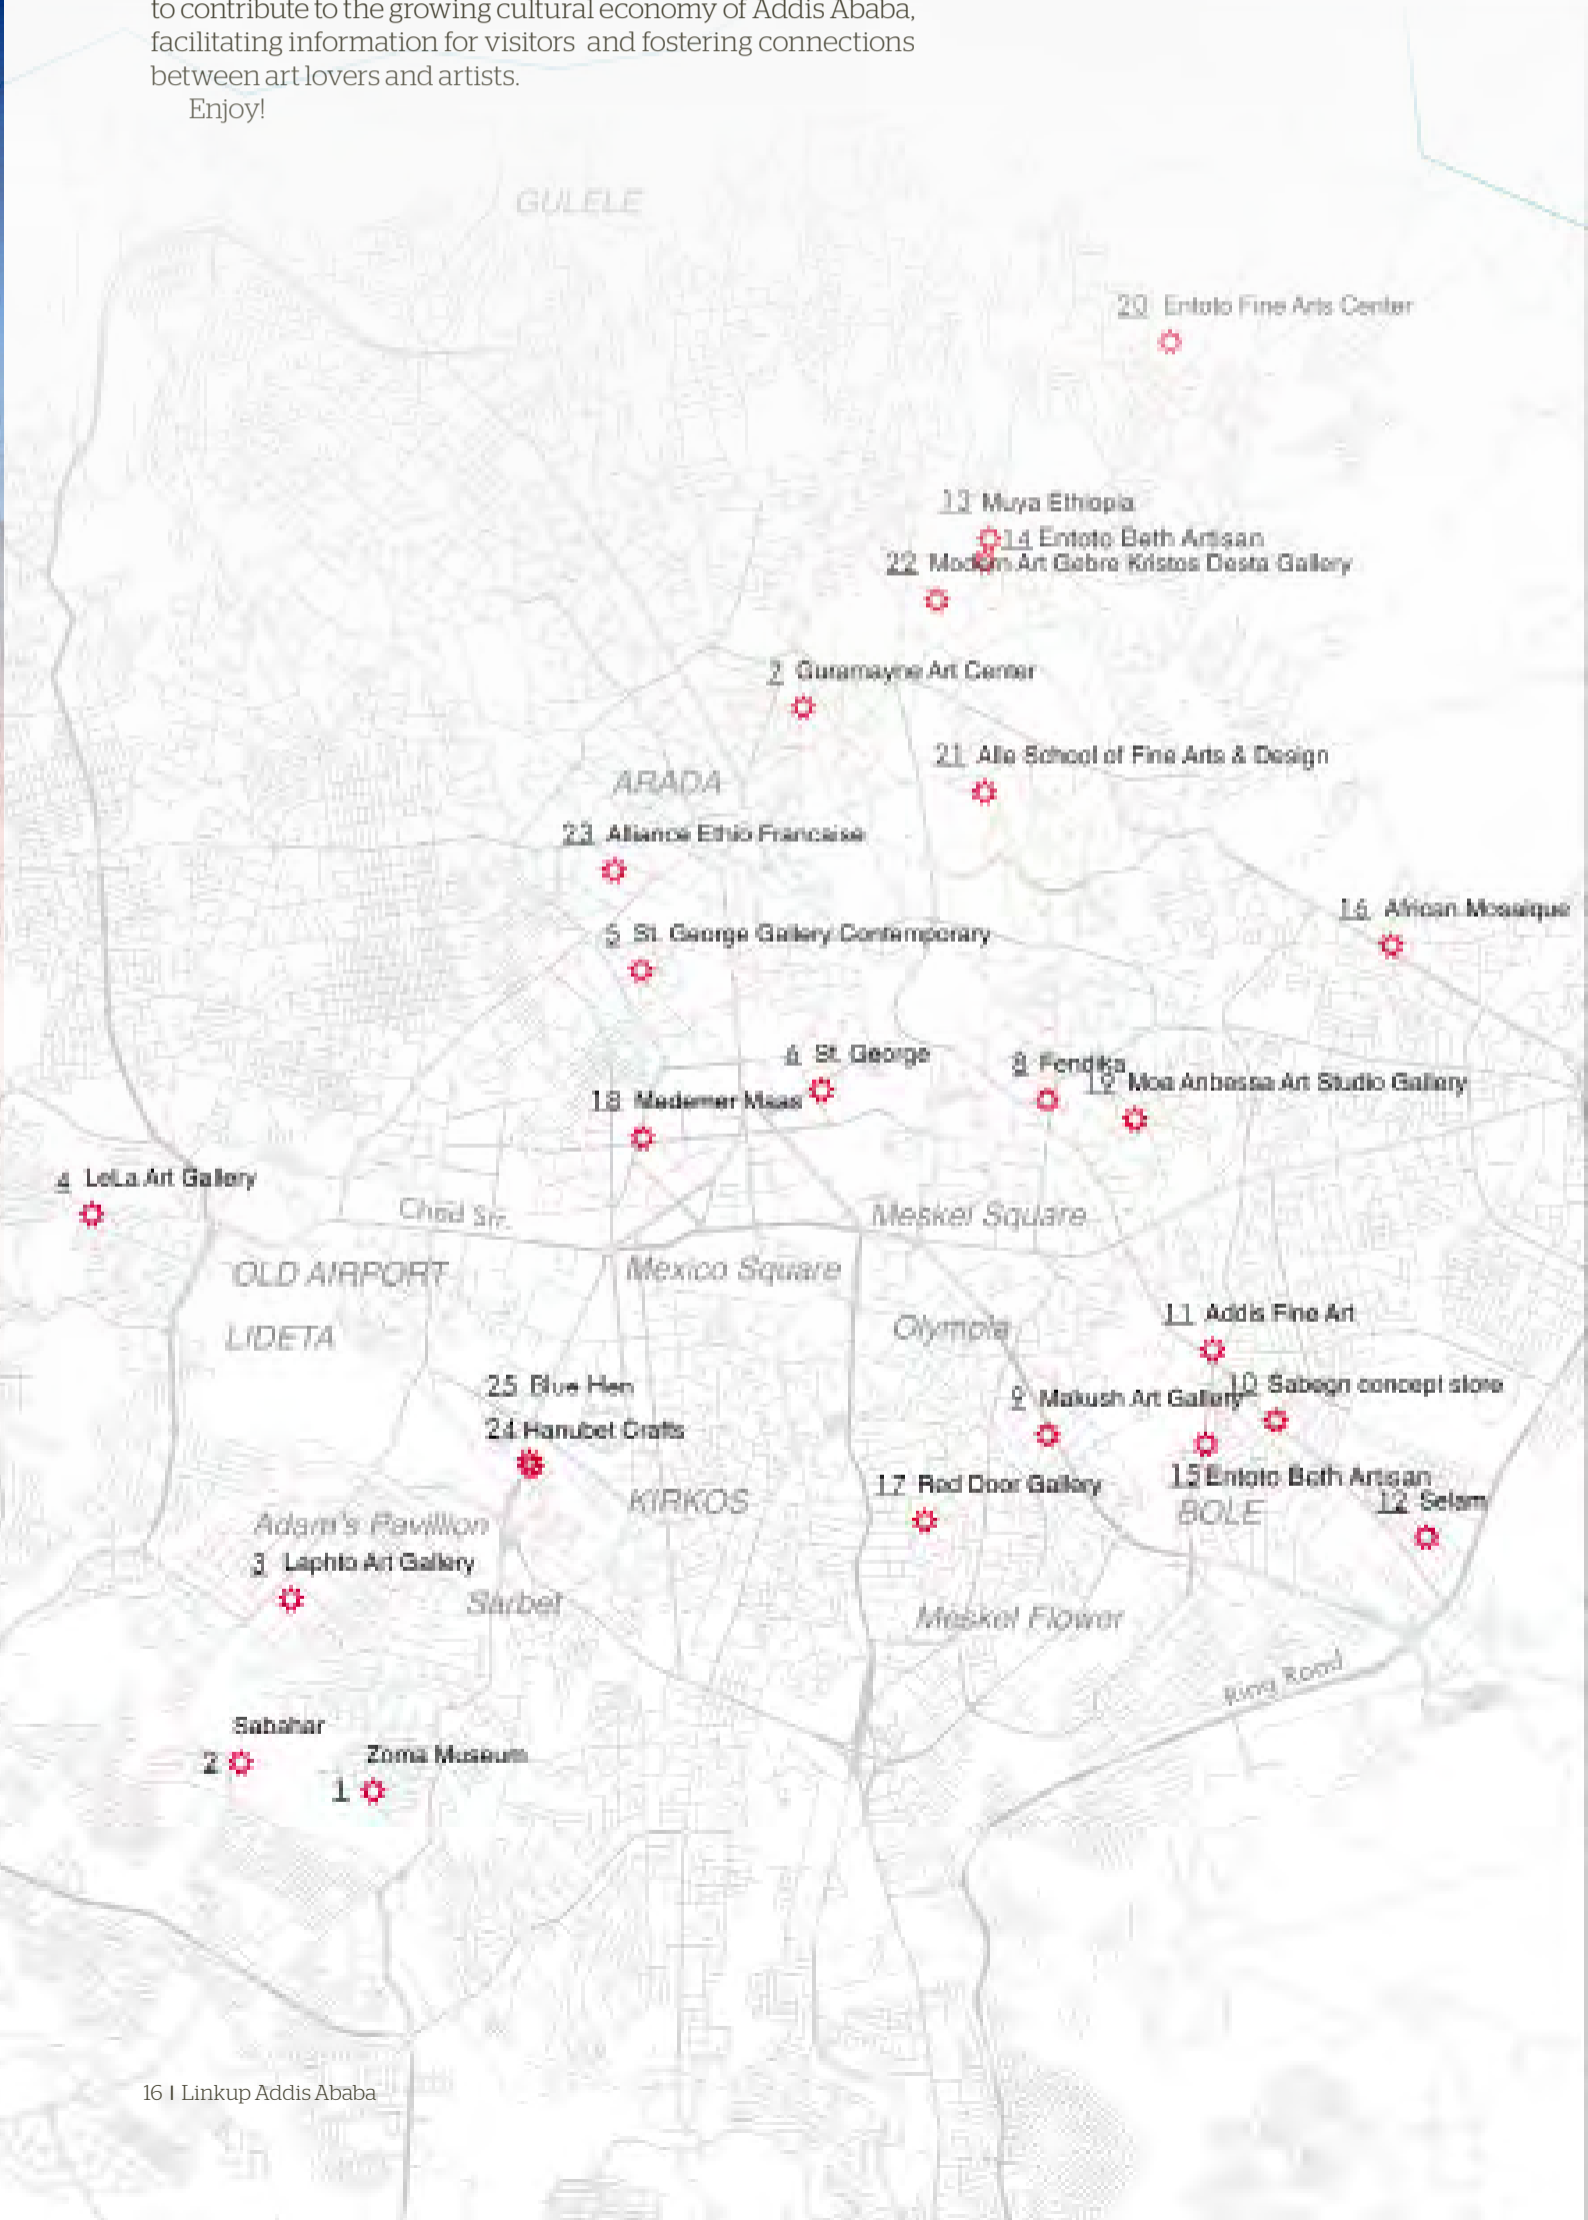 to contribute to the growing cultural economy of Addis Ababa,
facilitating information for visitors and fostering connections
between art lovers and artists.
Enjoy!
GULELE
20 Entoto Fine Arts Center
13 Muya Ethiopia
14 Entoto Beth Artisan
22 Modern Art Gebre Kristos Desta Gallery
7 Guramayne Art Center
21 Alle School of Fine Arts & Design
ARADA
23 Alliance Ethio Francaise
16 African Mosaique
5 St. George Gallery Contemporary
6 St. George
8 Fendika
19 Moa Anbessa Art Studio Gallery
18 Mademer Maas
4 LeLa Art Gallery
Chad Str.
Meskel Square
OLD AIRPORT
Mexico Square
LIDETA
Olympia
11 Addis Fine Art
25 Blue Hen
9 Makush Art Gallery
10 Sabegn concept store
24 Hanubet Crafts
15 Entoto Beth Artisan
17 Red Door Gallery
KIRKOS
BOLE
12 Selam
Adam's Pavillion
3 Laphto Art Gallery
Sarbet
Meskel Flower
Ring Road
Sabahar
2
Zoma Museum
1
16 I Linkup Addis Ababa